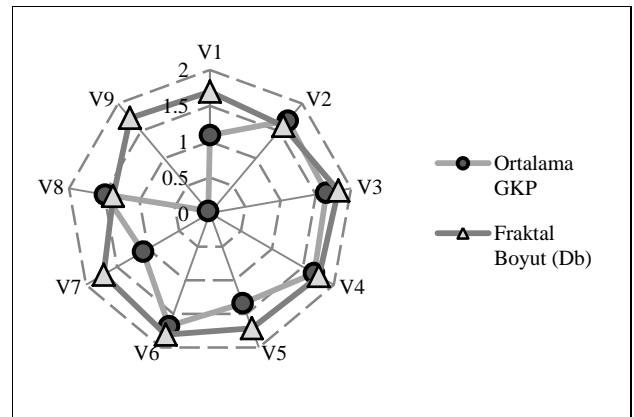 V1
2
V9
V2
1.5
1
V8
0.5
V3
0
V7
V4
V6
V5
Ortalama
GKP
Fraktal
Boyut (Db)